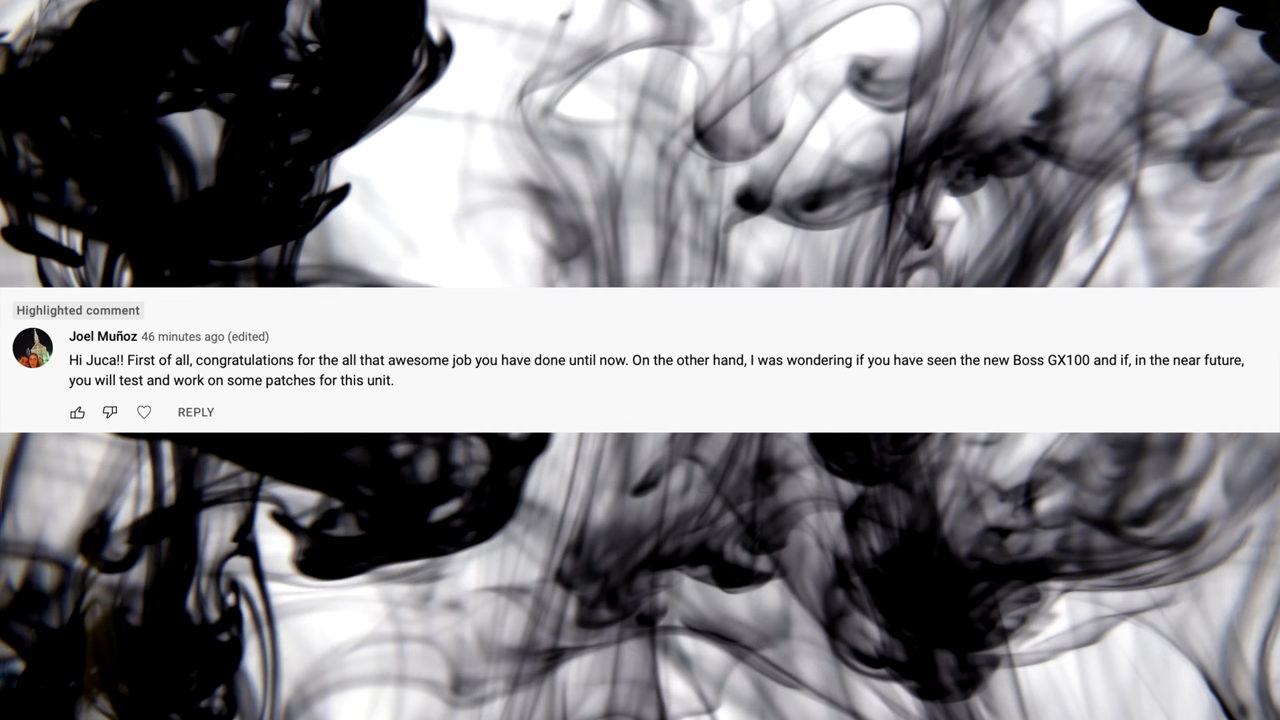 Highlighted comment
Joel Muñoz 46 minutes ago (edited)
Hi Juca!! First of all, congratulations for the all that awesome job you have done until now. On the other hand, I was wondering if you have seen the new Boss GX100 and if, in the near future,
you will test and work on some patches for this unit.
REPLY